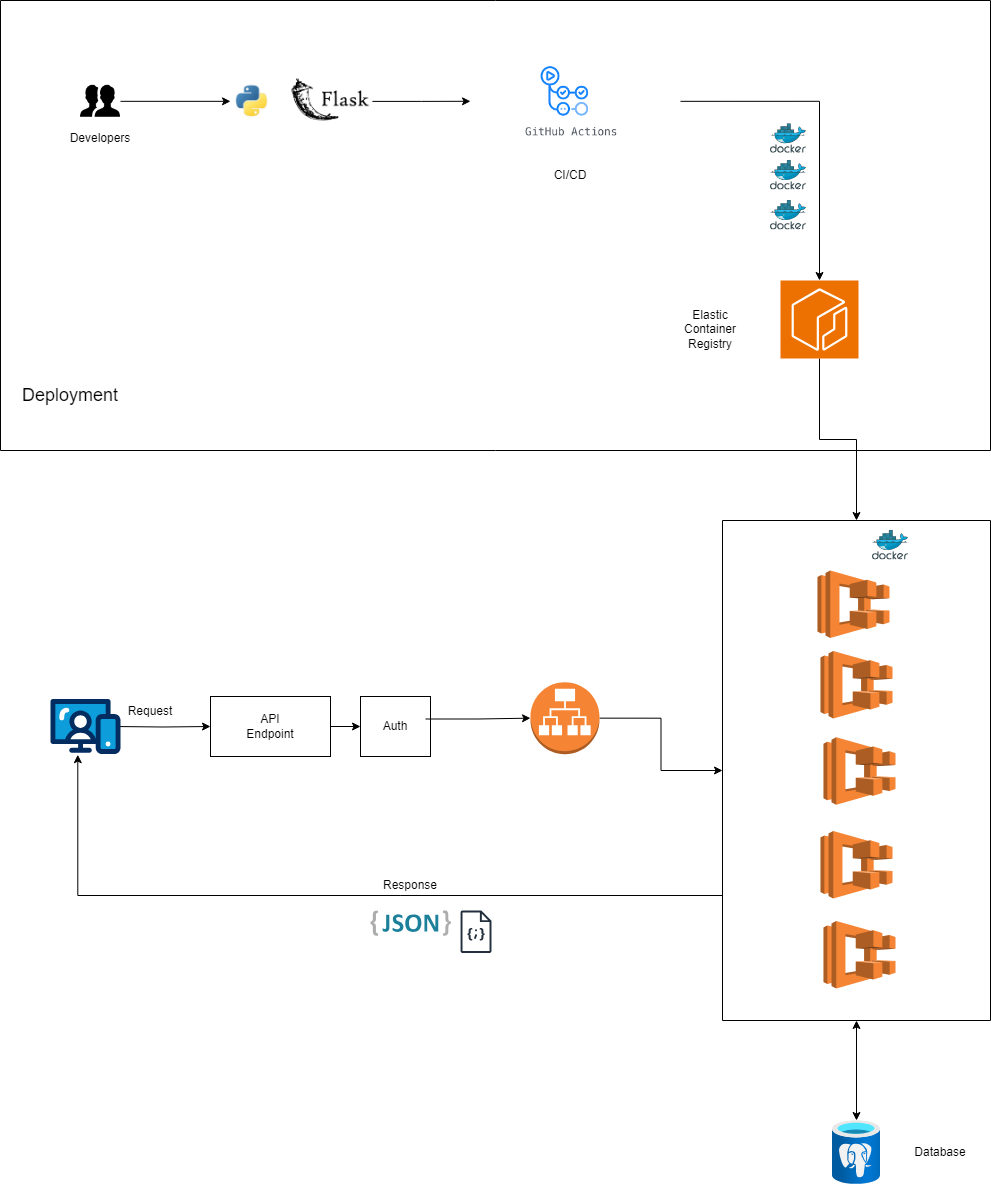 Flask
GitHub Actions
Developers
CI/CD
docker
docker
docker
Elastic
Container
Registry
Deployment
docker
Request
API
Endpoint
Auth
Response
{JSON}
{;}
Database